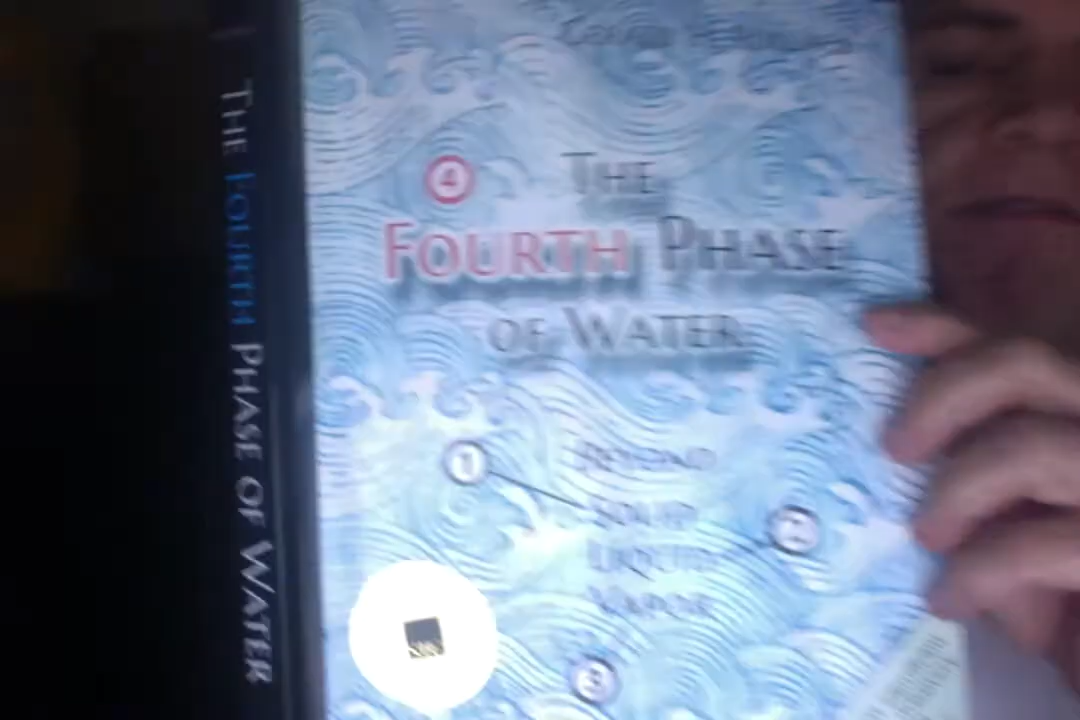 THE FOURTH PHASE OF WATER
4
THE
FOURTH PHASE
OF WATER
1
BEYOND
SOLID
2
LIQUID
VAPOR
3